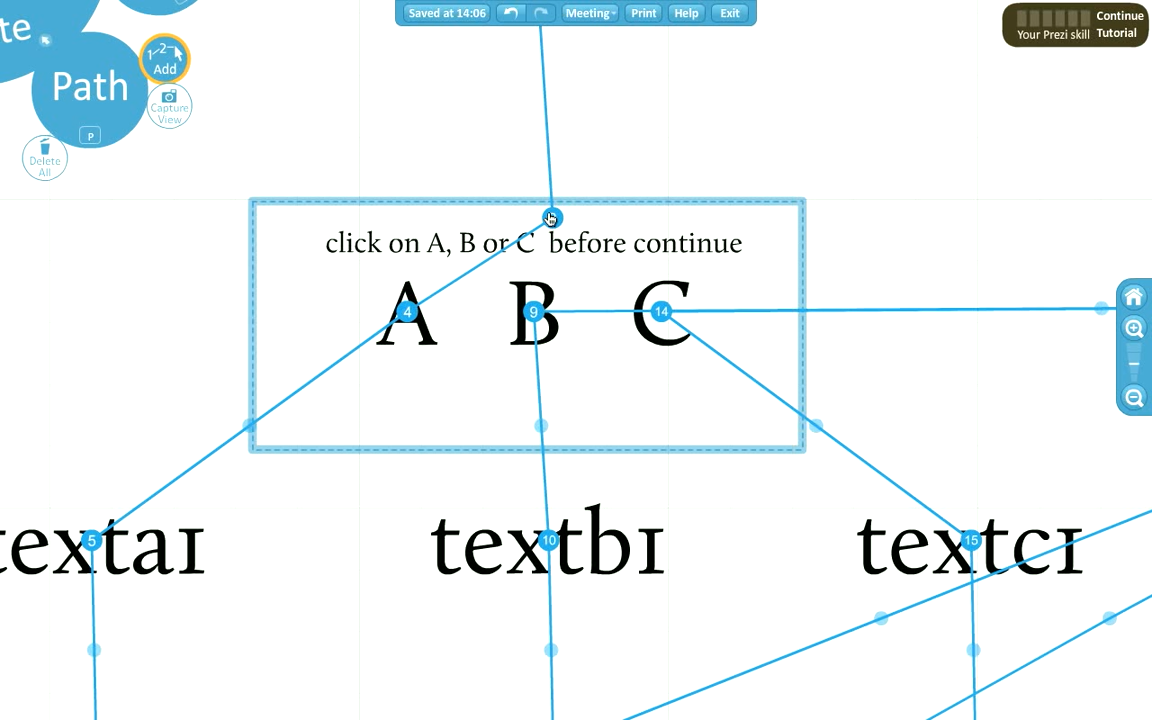 te
Path
P
1 2
Add
Capture
View
Delete
All
Saved at 14:06 Meeting Print Help Exit
Continue
Your Prezi skill Tutorial
click on A, B or C before continue
A B C
4 9 14
textaı textbı textcı
5 10 15